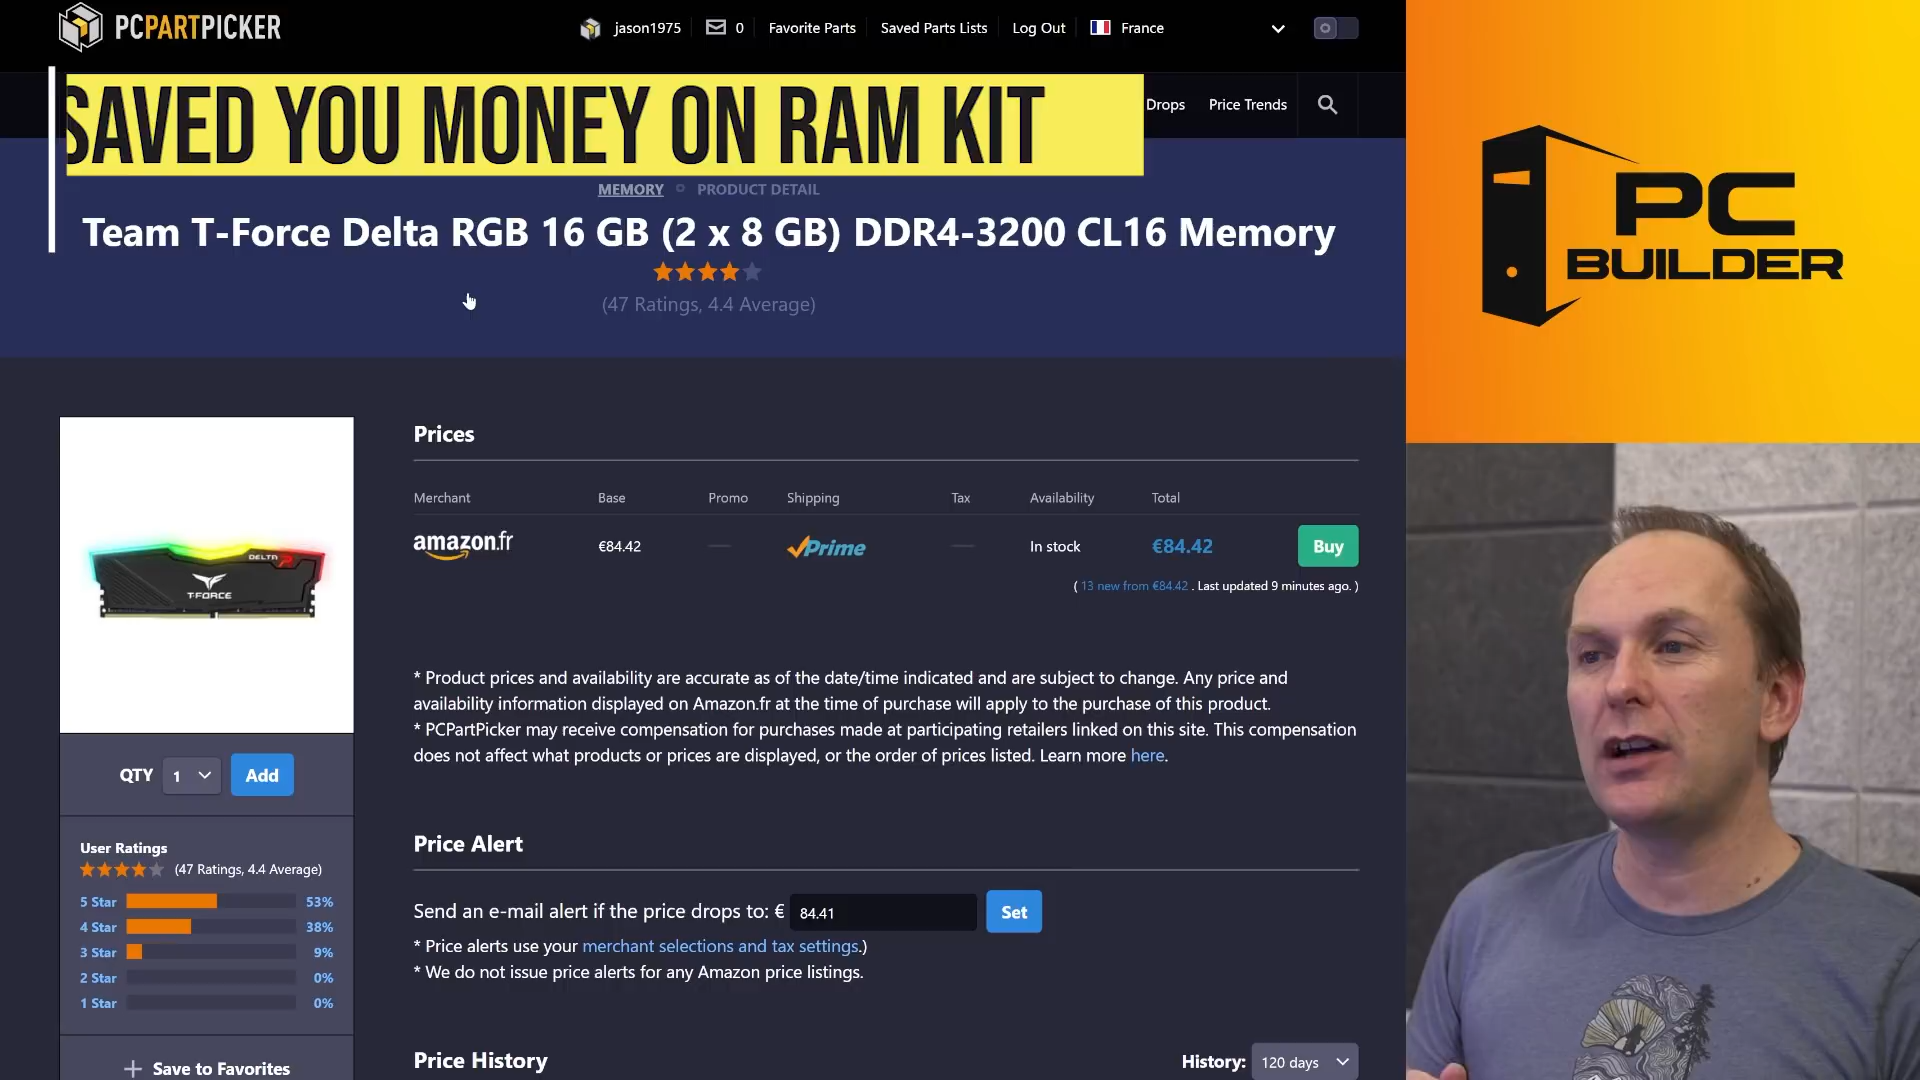 PCPARTPICKER
jason1975
0
Favorite Parts
Saved Parts Lists
Log Out
France
SAVED YOU MONEY ON RAM KIT
Drops
Price Trends
MEMORY
PRODUCT DETAIL
Team T-Force Delta RGB 16 GB (2 x 8 GB) DDR4-3200 CL16 Memory
(47 Ratings, 4.4 Average)
PC
BUILDER
DELTA
T-FORCE
Prices
Merchant Base Promo Shipping Tax Availability Total
amazon.fr €84.42 — Prime — In stock €84.42 Buy
( 13 new from €84.42 . Last updated 9 minutes ago. )
* Product prices and availability are accurate as of the date/time indicated and are subject to change. Any price and
availability information displayed on Amazon.fr at the time of purchase will apply to the purchase of this product.
* PCPartPicker may receive compensation for purchases made at participating retailers linked on this site. This compensation
does not affect what products or prices are displayed, or the order of prices listed. Learn more here.
QTY 1 Add
User Ratings
(47 Ratings, 4.4 Average)
5 Star 53%
4 Star 38%
3 Star 9%
2 Star 0%
1 Star 0%
+ Save to Favorites
Price Alert
Send an e-mail alert if the price drops to: € 84.41 Set
* Price alerts use your merchant selections and tax settings.)
* We do not issue price alerts for any Amazon price listings.
Price History
History: 120 days